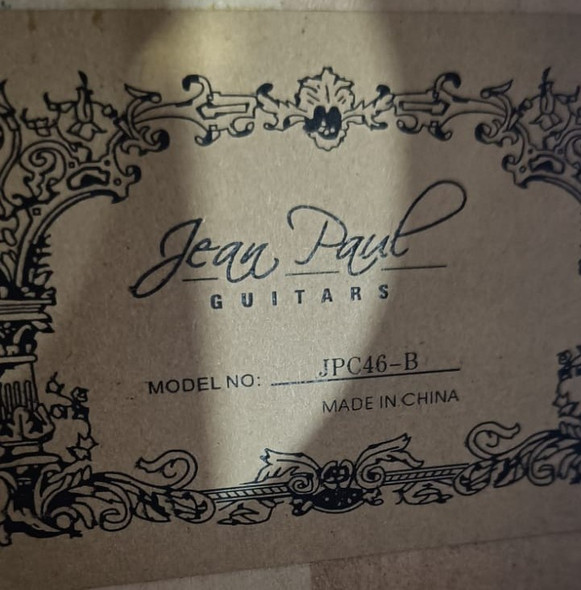 Jean Paul
GUITARS
MODEL NO: JPC46-B
MADE IN CHINA